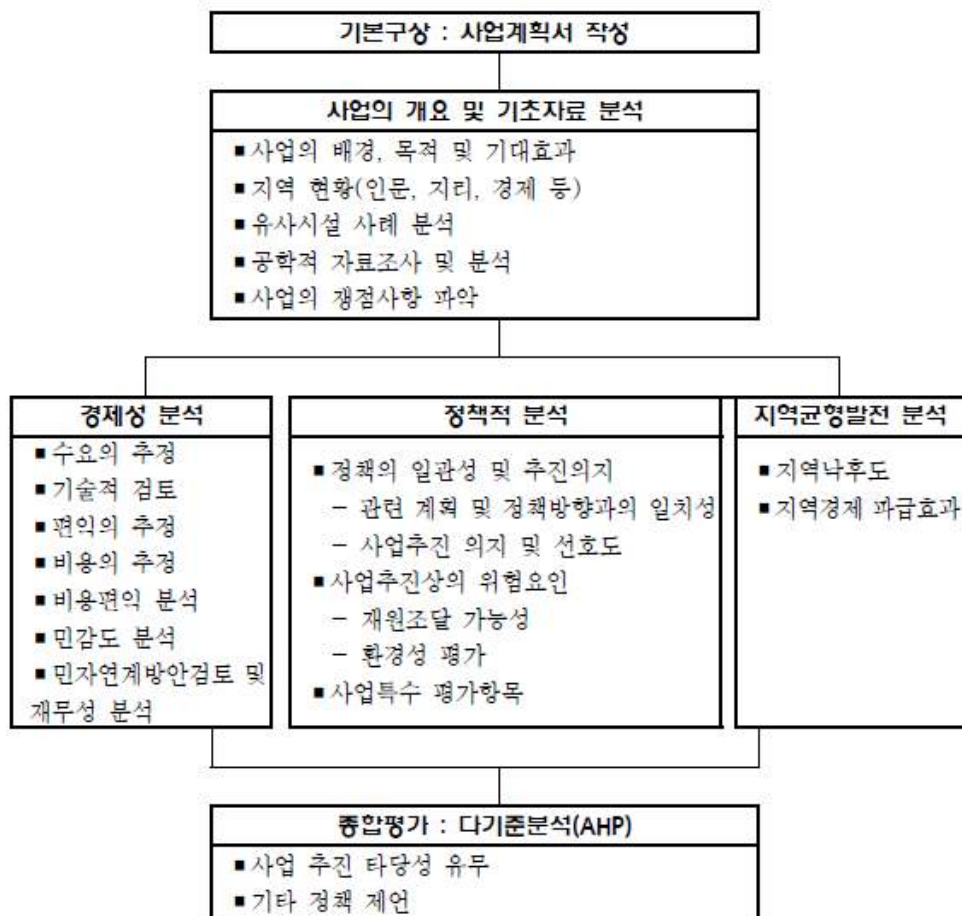 기본구상 : 사업계획서 작성
사업의 개요 및 기초자료 분석
■사업의 배경, 목적 및 기대효과
■지역 현황(인문, 지리, 경제 등)
■유사시설 사례 분석
■공학적 자료조사 및 분석
■사업의 쟁점사항 파악
경제성 분석
■수요의 추정
■기술적 검토
■편익의 추정
■비용의 추정
■비용편익 분석
■민감도 분석
■민자연계방안검토 및
재무성 분석
정책적 분석
■정책의 일관성 및 추진의지
- 관련 계획 및 정책방향과의 일치성
- 사업추진 의지 및 선호도
■사업추진상의 위험요인
- 재원조달 가능성
- 환경성 평가
■사업특수 평가항목
지역균형발전 분석
■지역낙후도
■지역경제 파급효과
종합평가 : 다기준분석(AHP)
■사업 추진 타당성 유무
■기타 정책 제언